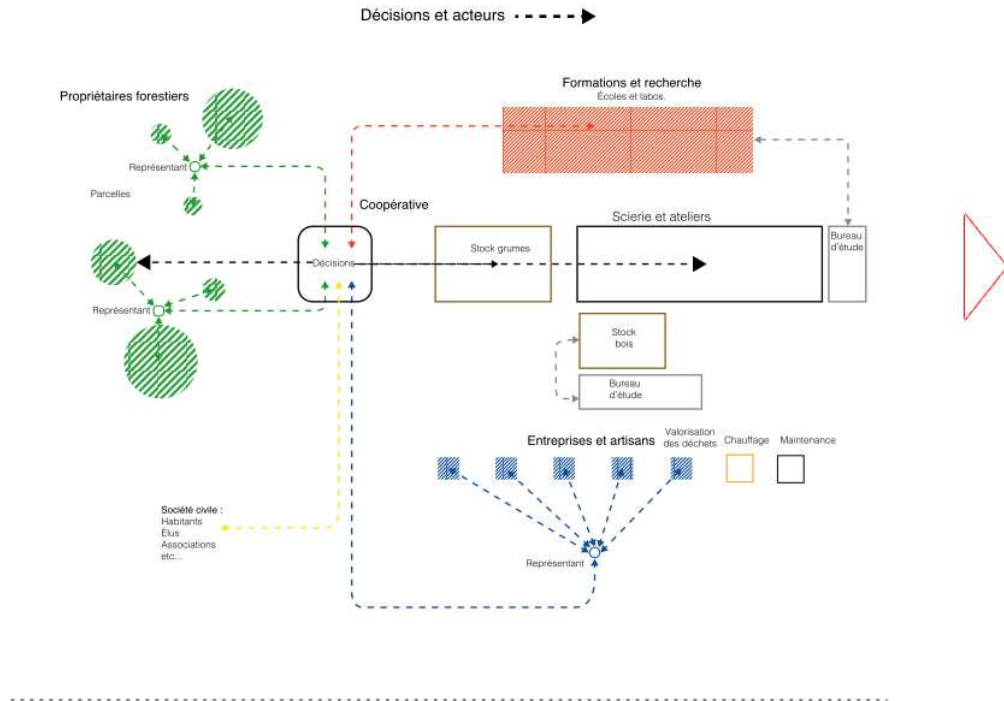 Décisions et acteurs
Propriétaires forestiers
Formations et recherche
Écoles et labos.
Représentant
Parcelles
Coopérative
Scierie et ateliers
Stock grumes
Bureau
d'étude
Décisions
Représentant
Stock
bois
Bureau
d'étude
Entreprises et artisans
Valorisation
des déchets
Chauffage
Maintenance
Société civile :
Habitants
Élus
Associations
etc...
Représentant